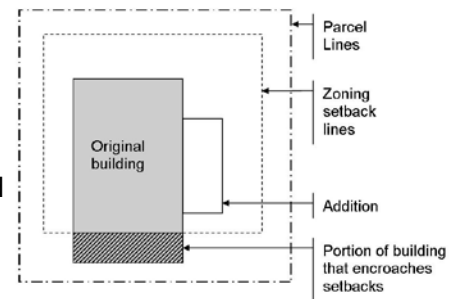 Parcel
Lines
Zoning
setback
lines
Original
building
Addition
Portion of building
that encroaches
setbacks